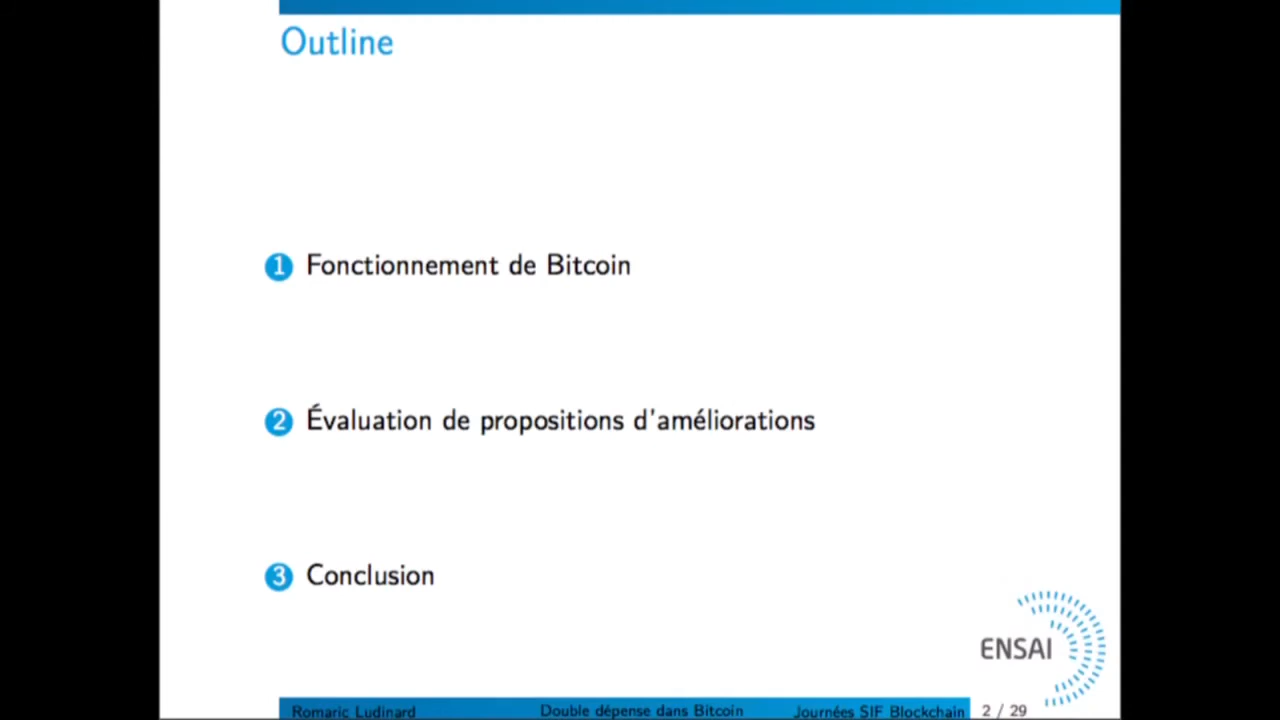 Outline
1 Fonctionnement de Bitcoin
2 Évaluation de propositions d'améliorations
3 Conclusion
ENSAI
Romaric Ludinard Double dépense dans Bitcoin Journées SIF Blockchain 2 / 29